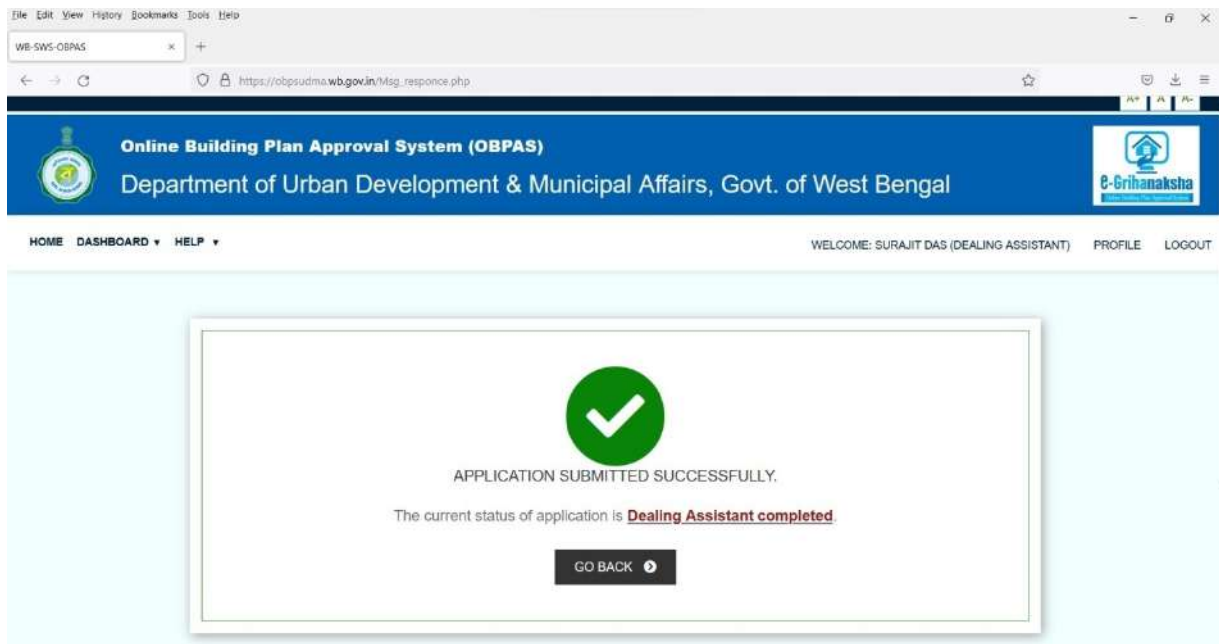 File Edit View History Bookmarks Tools Help
WB-SWS-OBPAS
https://obpsudma.wb.gov.in/Msg_responce.php
A+ A A-
Online Building Plan Approval System (OBPAS)
Department of Urban Development & Municipal Affairs, Govt. of West Bengal
e-Grihanaksha
HOME DASHBOARD ▾ HELP ▾ WELCOME: SURAJIT DAS (DEALING ASSISTANT) PROFILE LOGOUT
APPLICATION SUBMITTED SUCCESSFULLY.
The current status of application is Dealing Assistant completed.
GO BACK